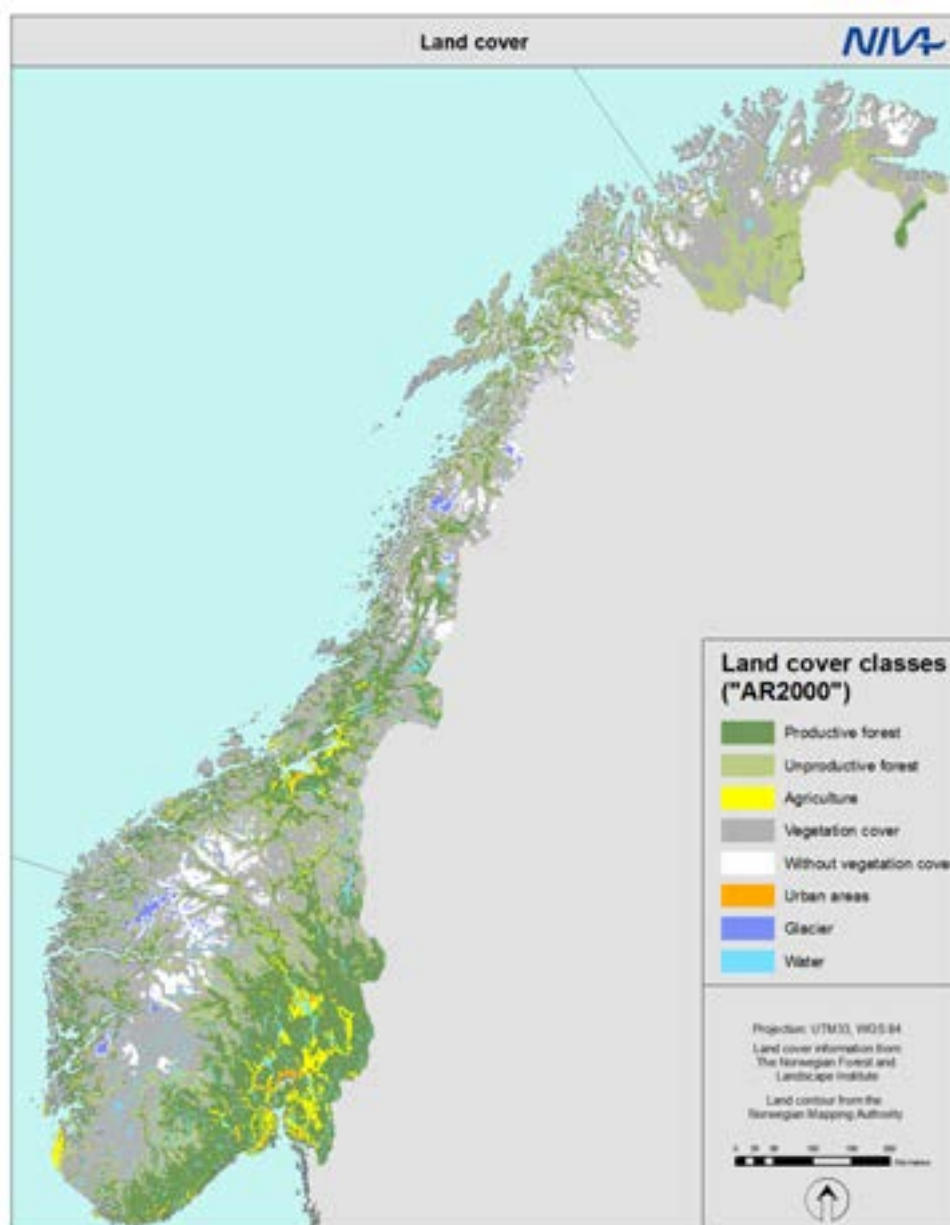 Land cover
NIVA
Land cover classes
("AR2000")
Productive forest
Unproductive forest
Agriculture
Vegetation cover
Without vegetation cover
Urban areas
Glacier
Water
Projection: UTM33, WGS 84
Land cover information from
The Norwegian Forest and
Landscape Institute
Land contour from the
Norwegian Mapping Authority